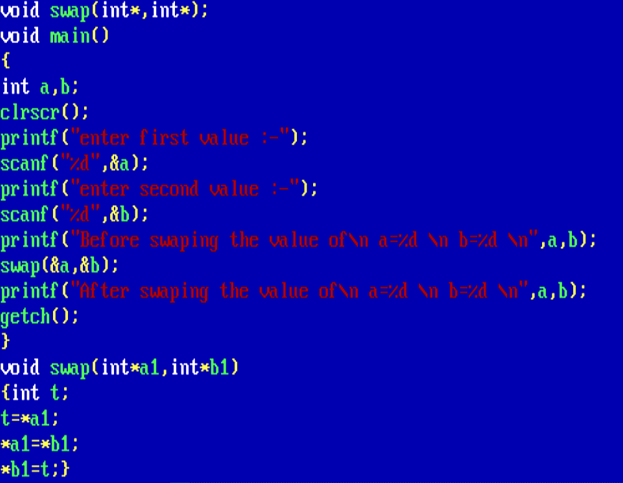 void swap(int*,int*);
void main()
{
int a,b;
clrscr();
printf("enter first value :-");
scanf("%d",&a);
printf("enter second value :-");
scanf("%d",&b);
printf("Before swaping the value of\n a=%d \n b=%d \n",a,b);
swap(&a,&b);
printf("After swaping the value of\n a=%d \n b=%d \n",a,b);
getch();
}
void swap(int*a1,int*b1)
{int t;
t=*a1;
*a1=*b1;
*b1=t;}